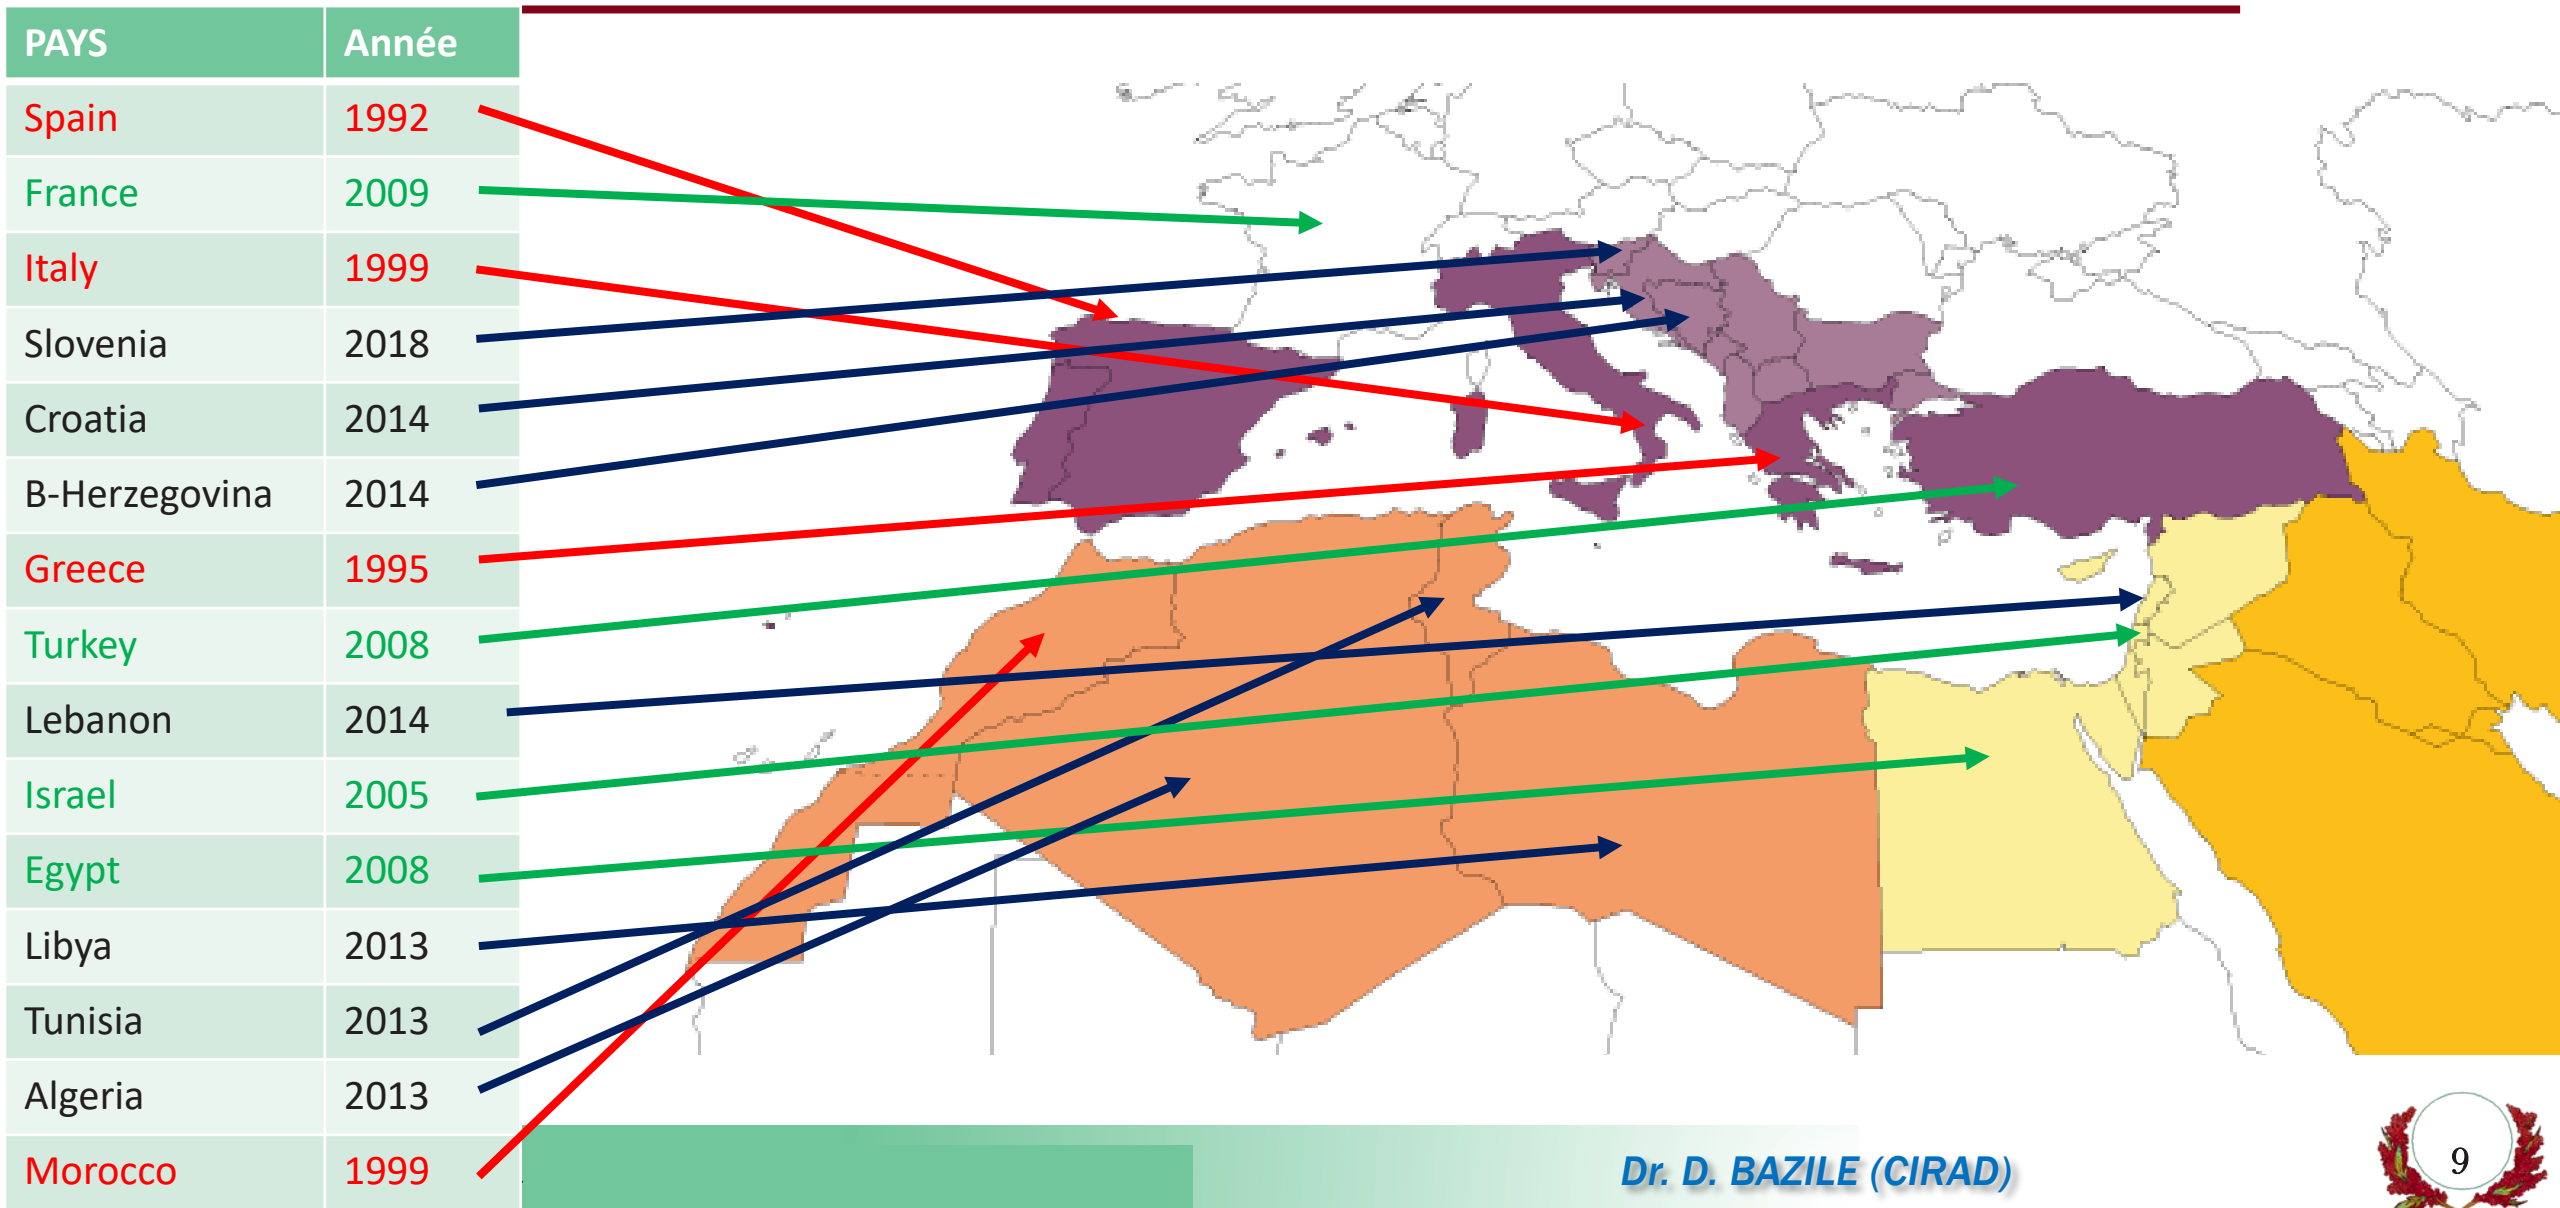 PAYS Année
Spain 1992
France 2009
Italy 1999
Slovenia 2018
Croatia 2014
B-Herzegovina 2014
Greece 1995
Turkey 2008
Lebanon 2014
Israel 2005
Egypt 2008
Libya 2013
Tunisia 2013
Algeria 2013
Morocco 1999
Dr. D. BAZILE (CIRAD)
9